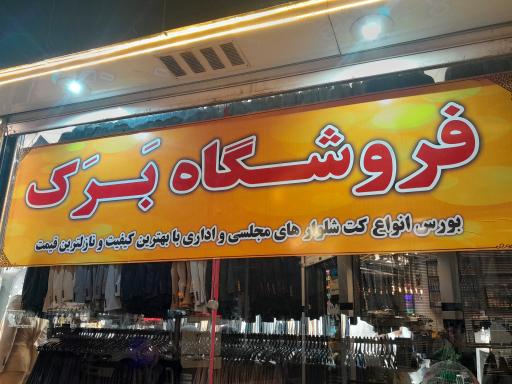 فروشگاه بَرَک
بورس انواع کت شلوار های مجلسی و اداری با بهترین کیفیت و نازلترین قیمت